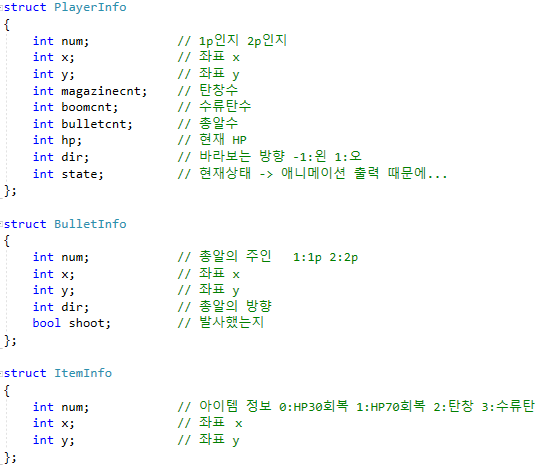 struct PlayerInfo
{
int num; // 1p인지 2p인지
int x; // 좌표 x
int y; // 좌표 y
int magazinecnt; // 탄창수
int boomcnt; // 수류탄수
int bulletcnt; // 총알수
int hp; // 현재 HP
int dir; // 바라보는 방향 -1:왼 1:오
int state; // 현재상태 -> 애니메이션 출력 때문에...
};
struct BulletInfo
{
int num; // 총알의 주인 1:1p 2:2p
int x; // 좌표 x
int y; // 좌표 y
int dir; // 총알의 방향
bool shoot; // 발사했는지
};
struct ItemInfo
{
int num; // 아이템 정보 0:HP30회복 1:HP70회복 2:탄창 3:수류탄
int x; // 좌표 x
int y; // 좌표 y
};